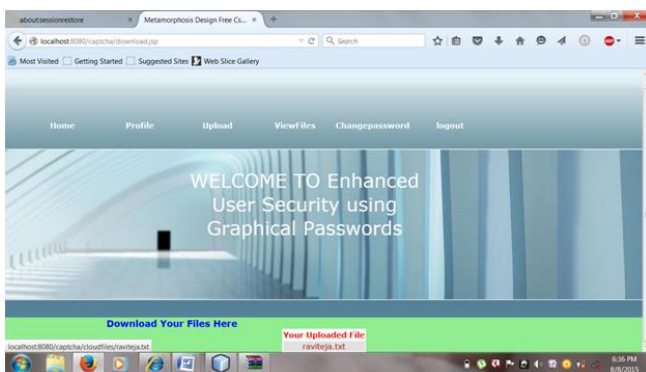 about:sessionrestore
Metamorphosis Design Free Cs...
localhost:8080/captcha/download.jsp
Search
Most Visited Getting Started Suggested Sites Web Slice Gallery
Home Profile Upload ViewFiles Changepassword logout
WELCOME TO Enhanced
User Security using
Graphical Passwords
Download Your Files Here
Your Uploaded File
raviteja.txt
localhost:8080/captcha/cloudfiles/raviteja.txt
6:36 PM
8/8/2015